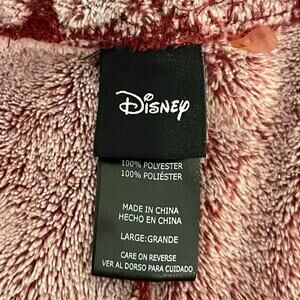 Disney
100% POLYESTER
100% POLIÉSTER
MADE IN CHINA
HECHO EN CHINA
LARGE:GRANDE
CARE ON REVERSE
VER AL DORSO PARA CUIDADO